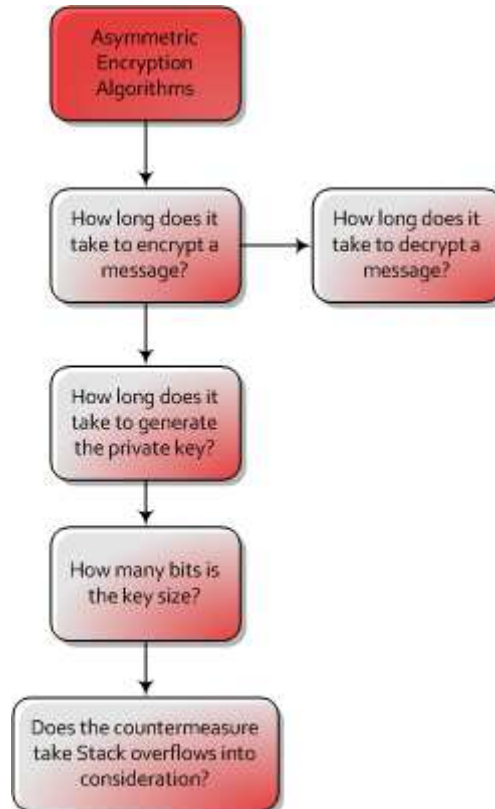 Asymmetric
Encryption
Algorithms
How long does it
take to encrypt a
message?
How long does it
take to decrypt a
message?
How long does it
take to generate
the private key?
How many bits is
the key size?
Does the countermeasure
take Stack overflows into
consideration?